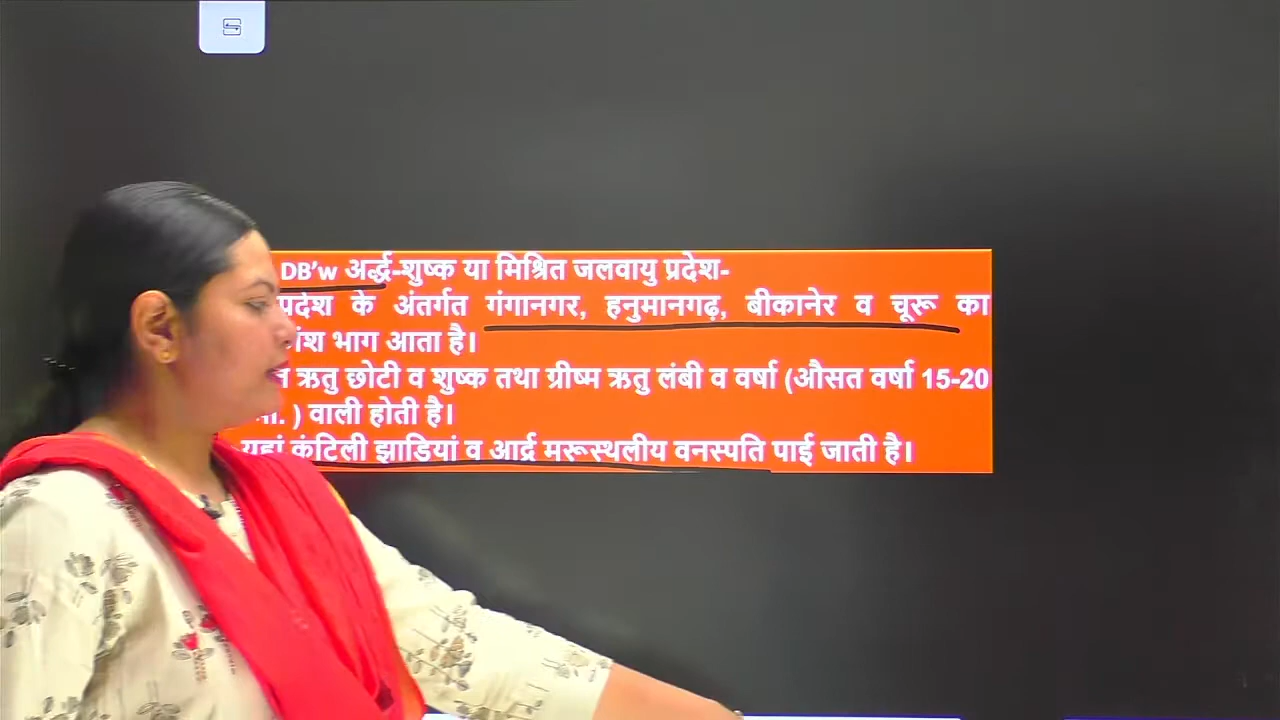 DB’w अर्द्ध-शुष्क या मिश्रित जलवायु प्रदेश-
के अंतर्गत गंगानगर, हनुमानगढ़, बीकानेर व चूरू का
भाग आता है।
ऋतु छोटी व शुष्क तथा ग्रीष्म ऋतु लंबी व वर्षा (औसत वर्षा 15-20
) वाली होती है।
यहां कंटिली झाडियां व आर्द्र मरूस्थलीय वनस्पति पाई जाती है।